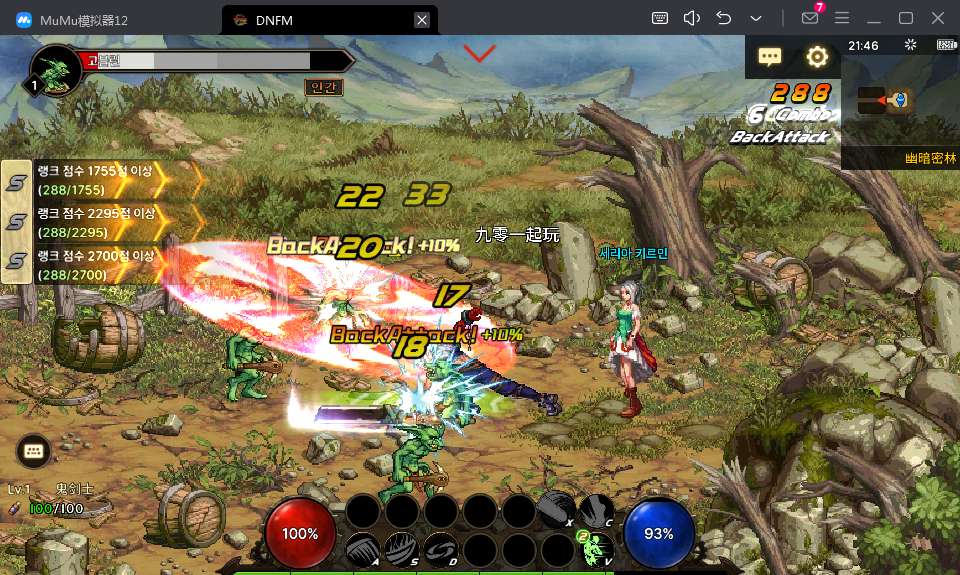 MuMu模拟器12
DNFM
7
고블린
1
인간
21:46
288
6 Combo
BackAttack
幽暗密林
랭크 점수 1755점 이상
(288/1755)
랭크 점수 2295점 이상
(288/2295)
랭크 점수 2700점 이상
(288/2700)
22 33
BackAttack! +10%
20
九零一起玩
세리아 키르민
17
BackAttack! +10%
18
Lv.1 鬼剑士
100/100
100%
93%
X
C
A
S
D
2
V